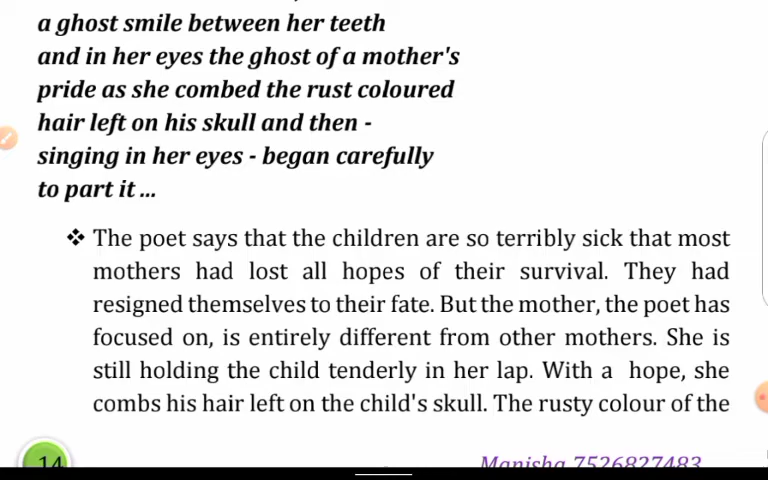 a ghost smile between her teeth
and in her eyes the ghost of a mother's
pride as she combed the rust coloured
hair left on his skull and then -
singing in her eyes - began carefully
to part it ...
❖ The poet says that the children are so terribly sick that most
mothers had lost all hopes of their survival. They had
resigned themselves to their fate. But the mother, the poet has
focused on, is entirely different from other mothers. She is
still holding the child tenderly in her lap. With a hope, she
combs his hair left on the child's skull. The rusty colour of the
14
Manisha 7526827483